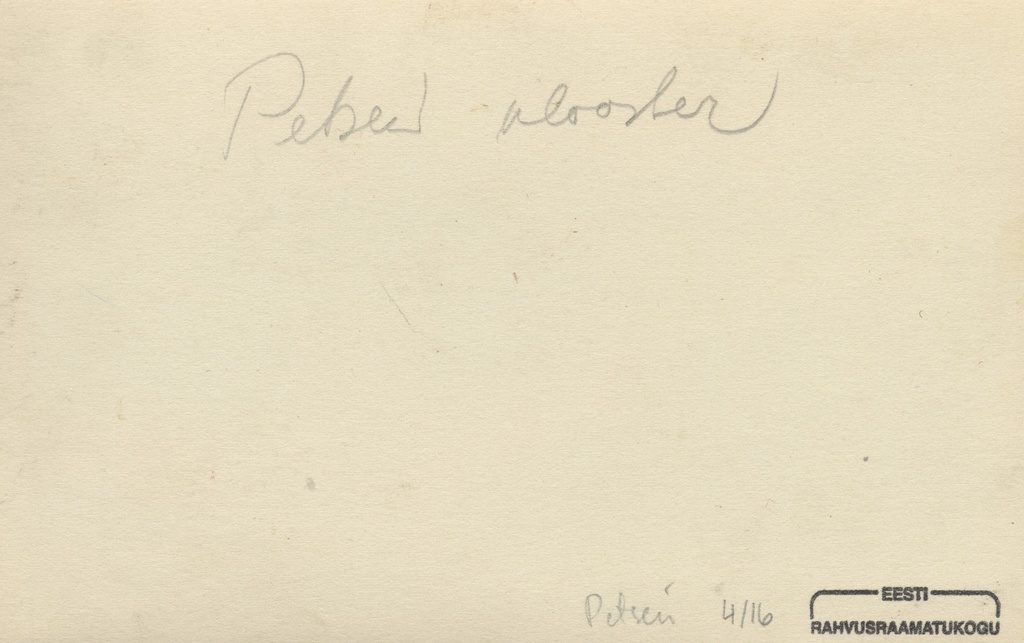 Petseri klooster
Petseri 4/16
EESTI
RAHVUSRAAMATUKOGU